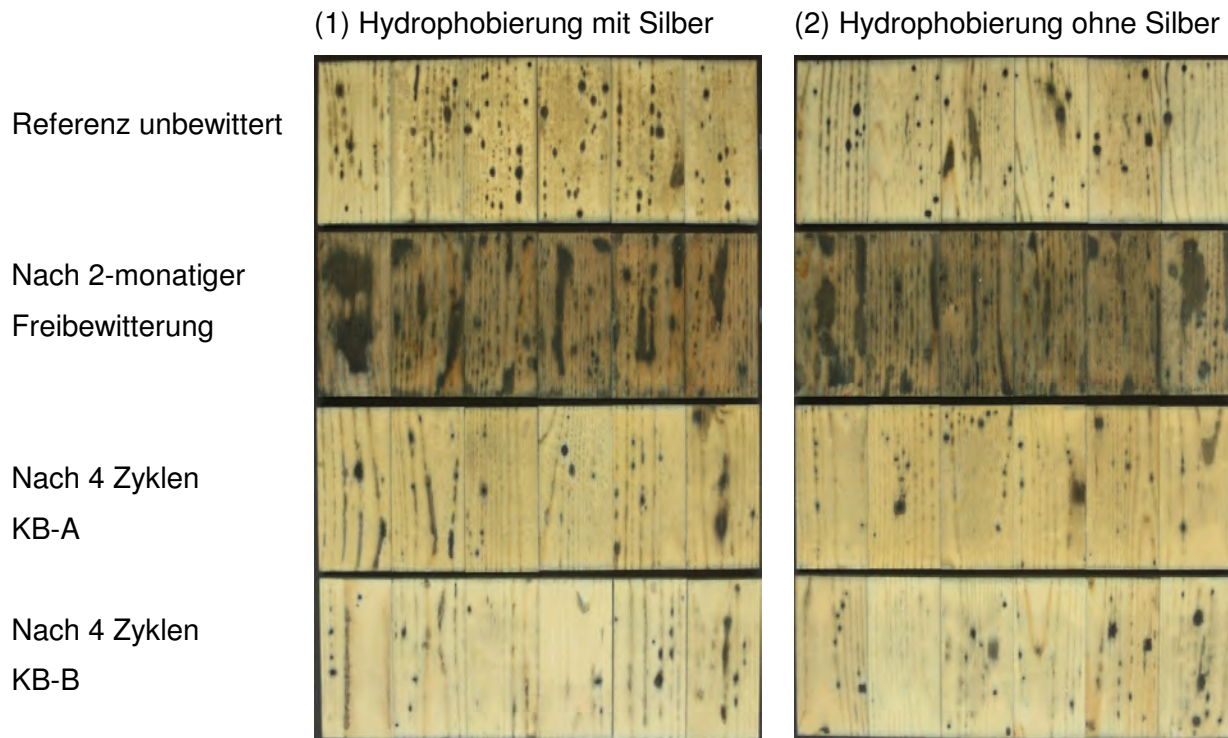 (1) Hydrophobierung mit Silber
(2) Hydrophobierung ohne Silber
Referenz unbewittert
Nach 2-monatiger
Freibewitterung
Nach 4 Zyklen
KB-A
Nach 4 Zyklen
KB-B